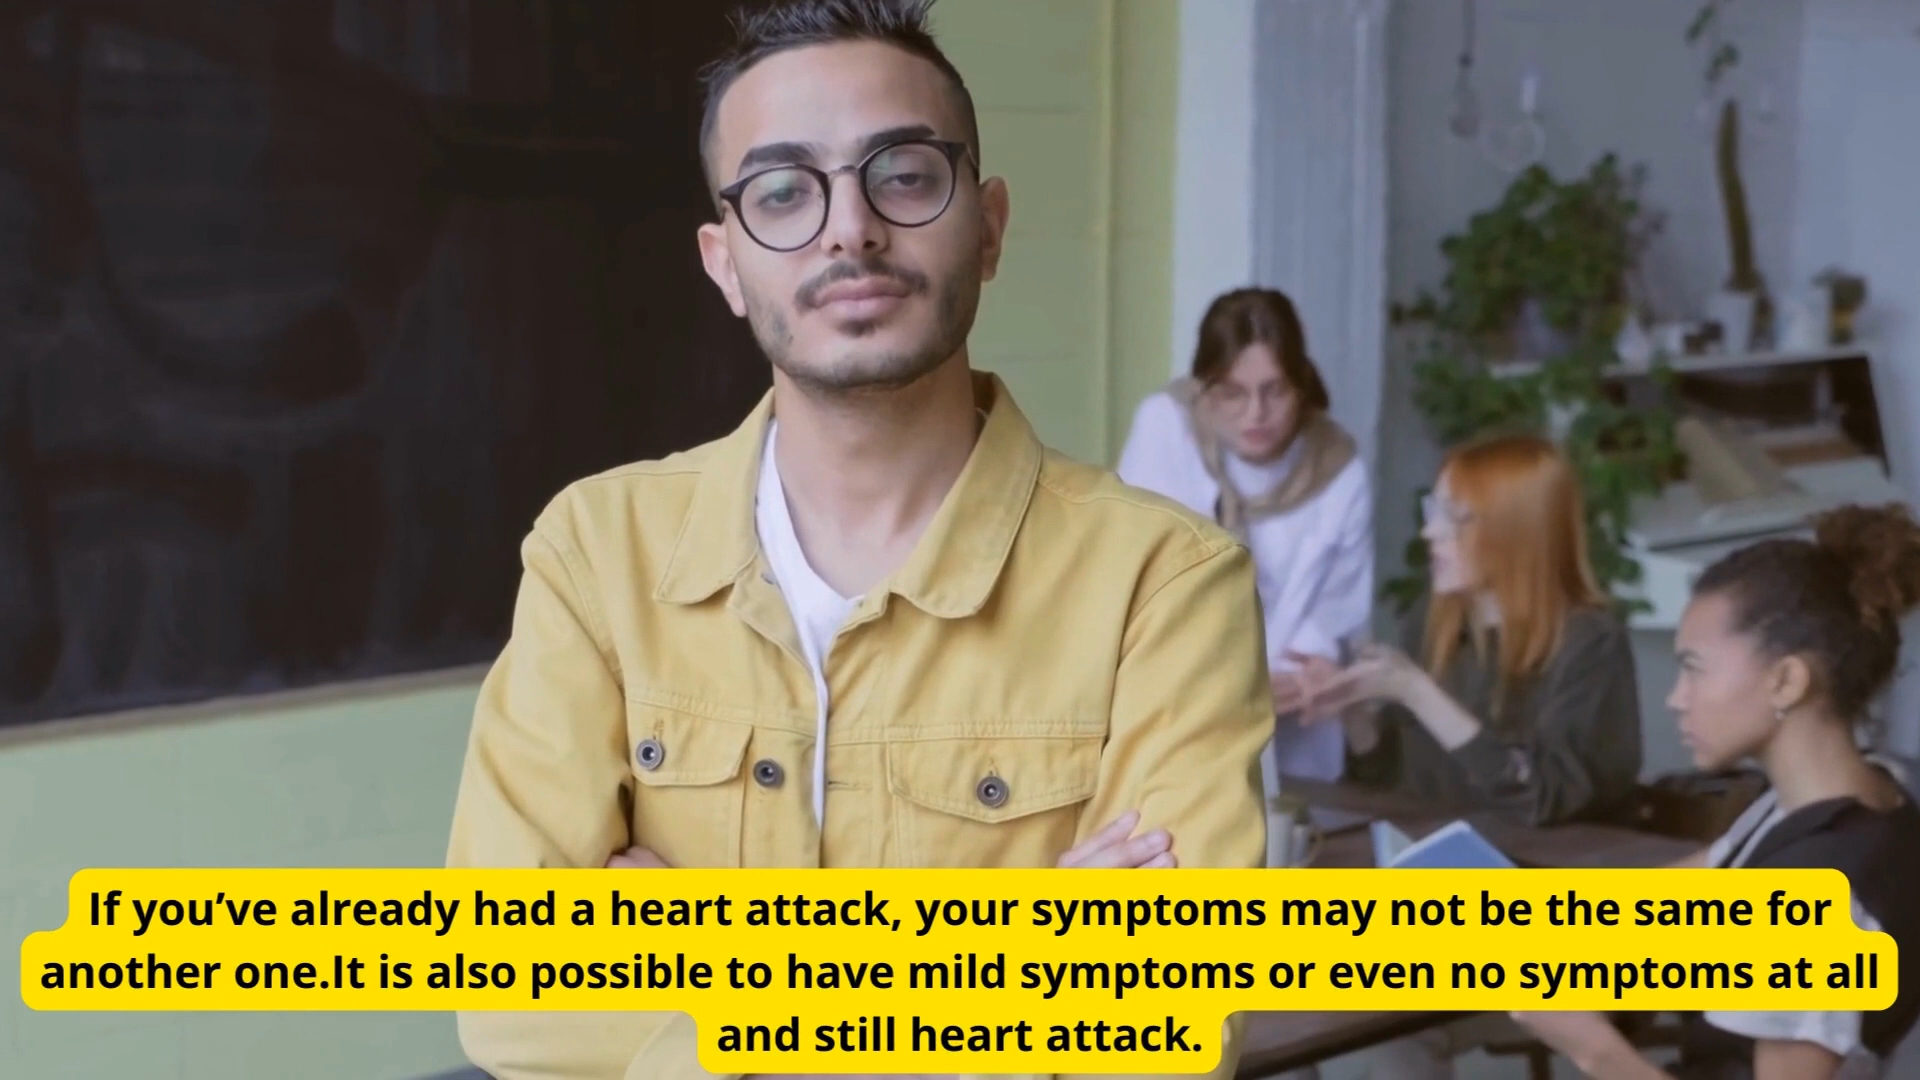 If you’ve already had a heart attack, your symptoms may not be the same for
another one.It is also possible to have mild symptoms or even no symptoms at all
and still heart attack.